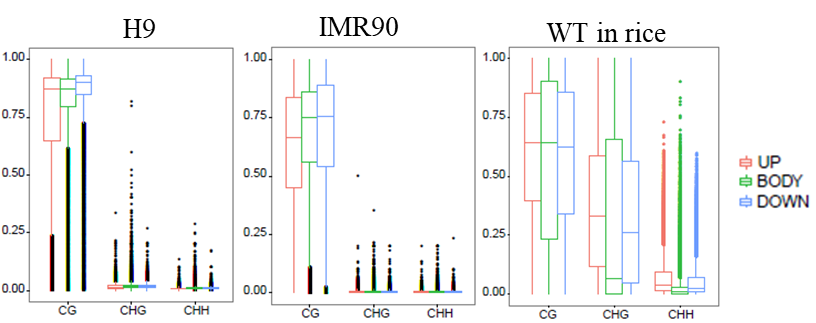 H9
IMR90
WT in rice
1.00
0.75
0.50
0.25
0.00
CG
CHG
CHH
1.00
0.75
0.50
0.25
0.00
CG
CHG
CHH
1.00
0.75
0.50
0.25
0.00
CG
CHG
CHH
UP
BODY
DOWN